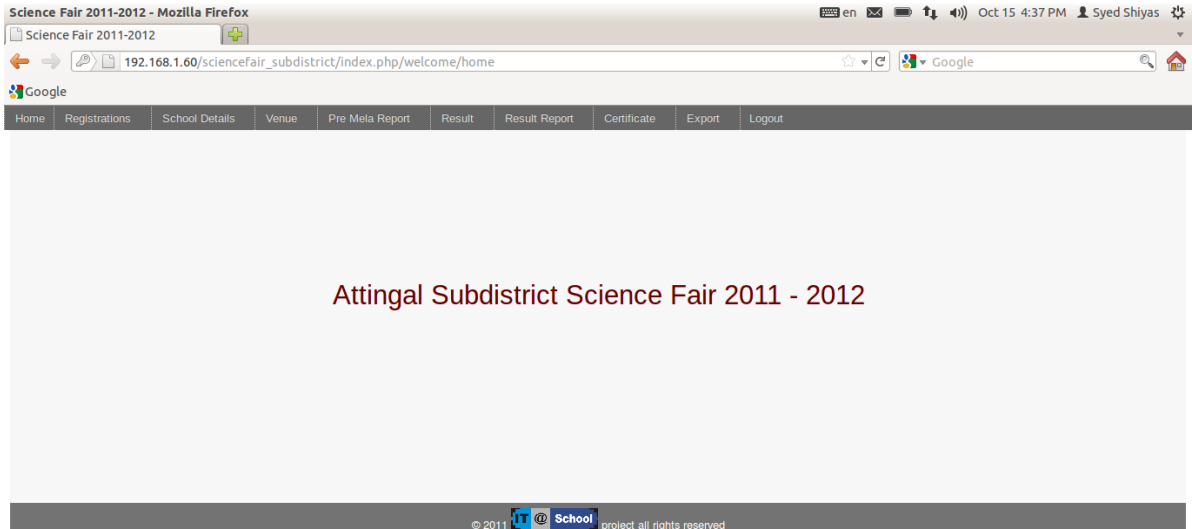 Science Fair 2011-2012 - Mozilla Firefox en Oct 15 4:37 PM Syed Shiyas
Science Fair 2011-2012
192.168.1.60/sciencefair_subdistrict/index.php/welcome/home Google
Google
Home Registrations School Details Venue Pre Mela Report Result Result Report Certificate Export Logout
Attingal Subdistrict Science Fair 2011 - 2012
© 2011 IT @ School project all rights reserved